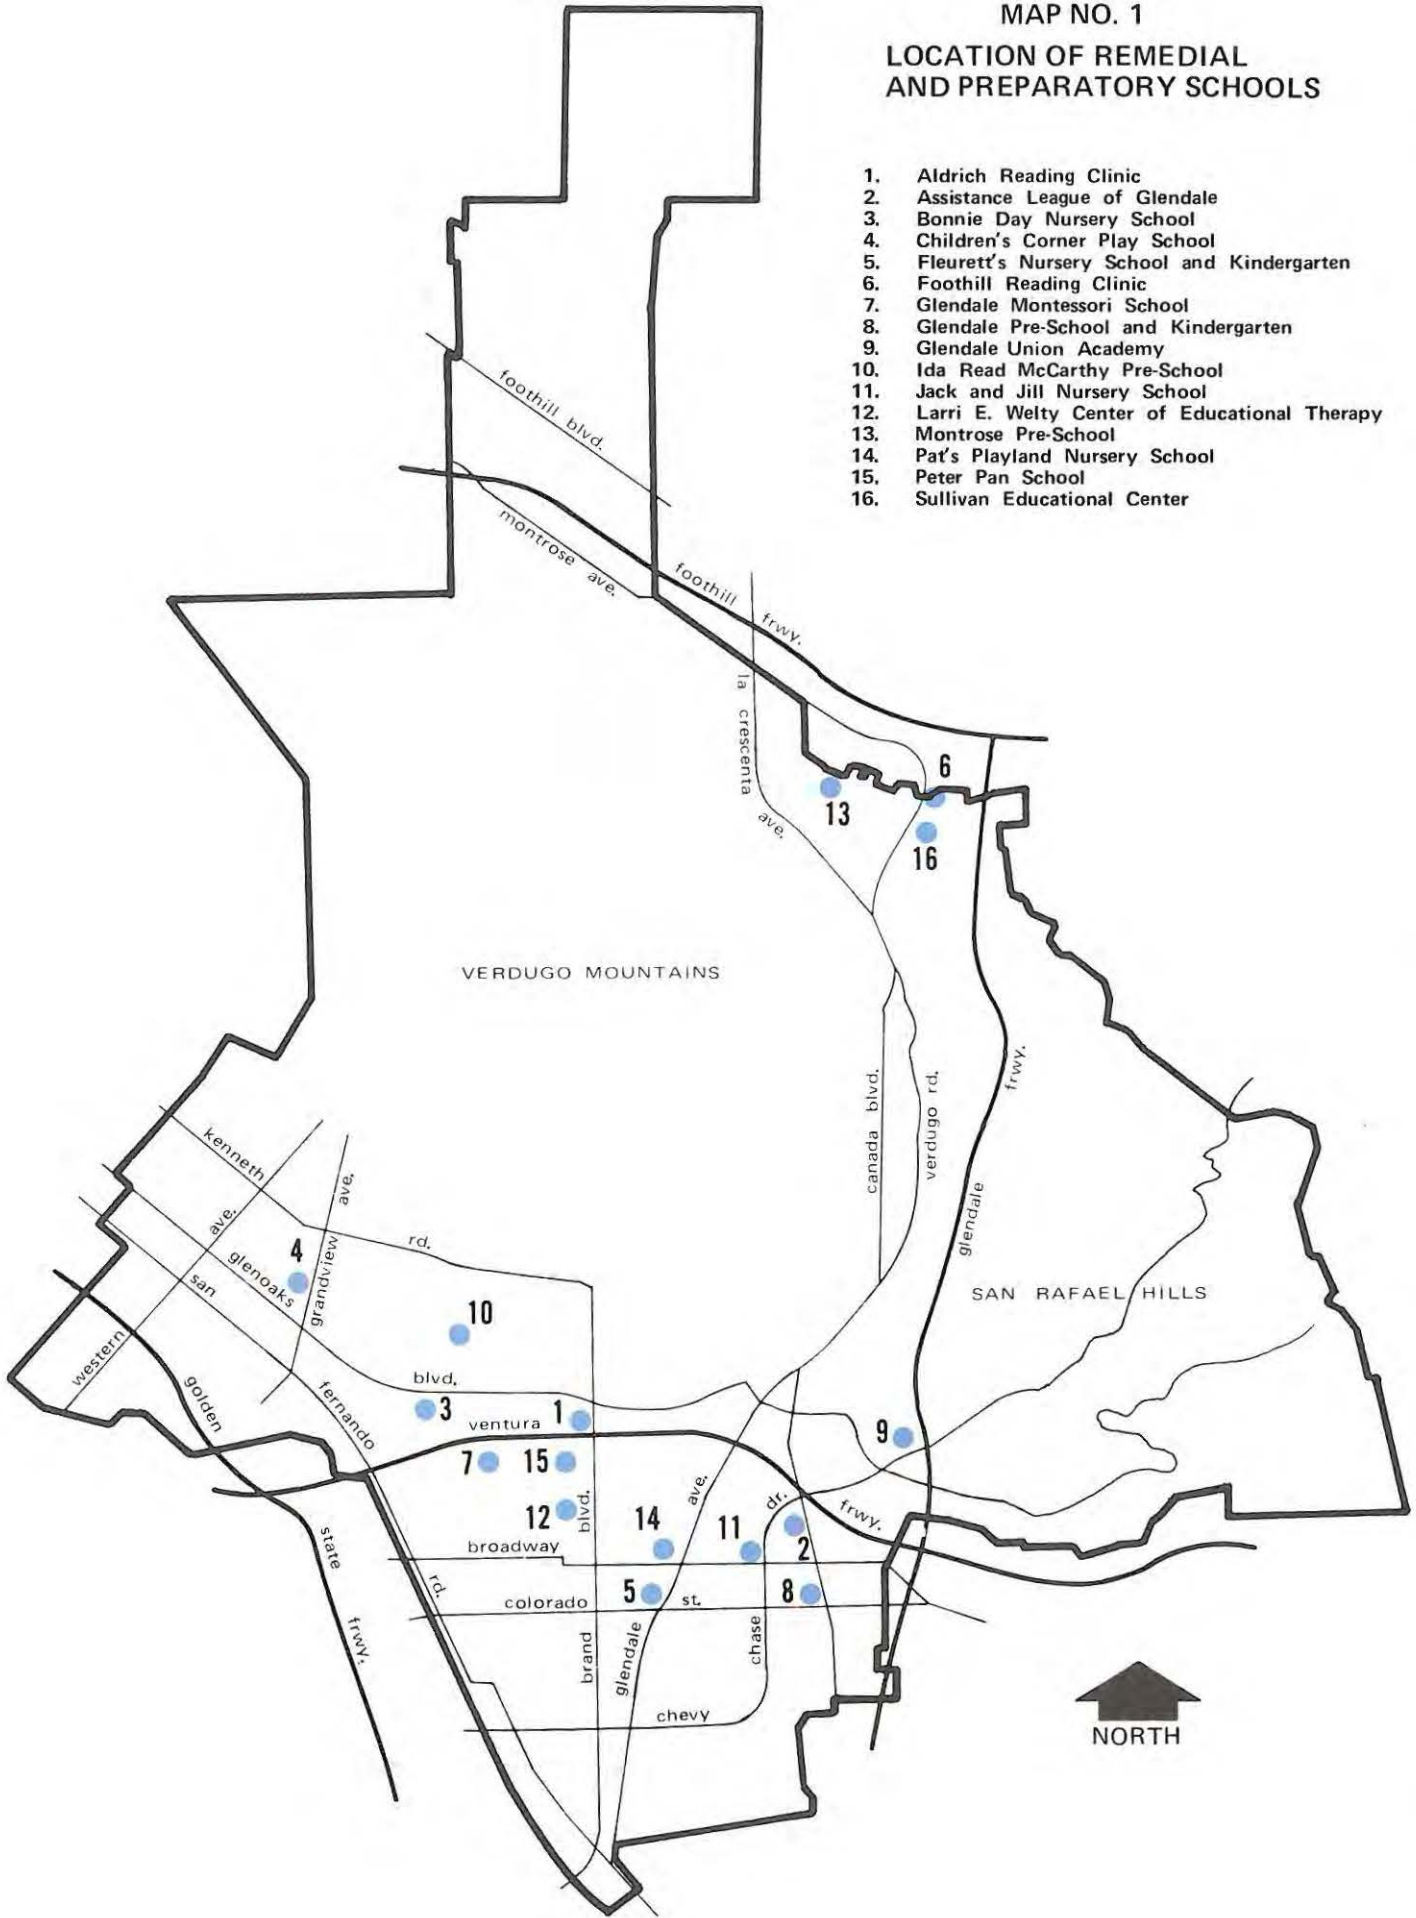 MAP NO. 1
LOCATION OF REMEDIAL
AND PREPARATORY SCHOOLS
1. Aldrich Reading Clinic
2. Assistance League of Glendale
3. Bonnie Day Nursery School
4. Children's Corner Play School
5. Fleurett's Nursery School and Kindergarten
6. Foothill Reading Clinic
7. Glendale Montessori School
8. Glendale Pre-School and Kindergarten
9. Glendale Union Academy
10. Ida Read McCarthy Pre-School
11. Jack and Jill Nursery School
12. Larri E. Welty Center of Educational Therapy
13. Montrose Pre-School
14. Pat's Playland Nursery School
15. Peter Pan School
16. Sullivan Educational Center
foothill blvd.
montrose ave.
foothill frwy.
la crescenta ave.
6
13
16
VERDUGO MOUNTAINS
canada blvd.
verdugo rd.
glendale frwy.
kenneth rd.
western ave.
grandview ave.
glenoaks blvd.
san fernando rd.
4
10
SAN RAFAEL HILLS
golden state frwy.
3
ventura frwy.
1
9
7
15
12
brand blvd.
14
glendale ave.
11
chevy chase dr.
2
broadway
5
colorado st.
8
NORTH